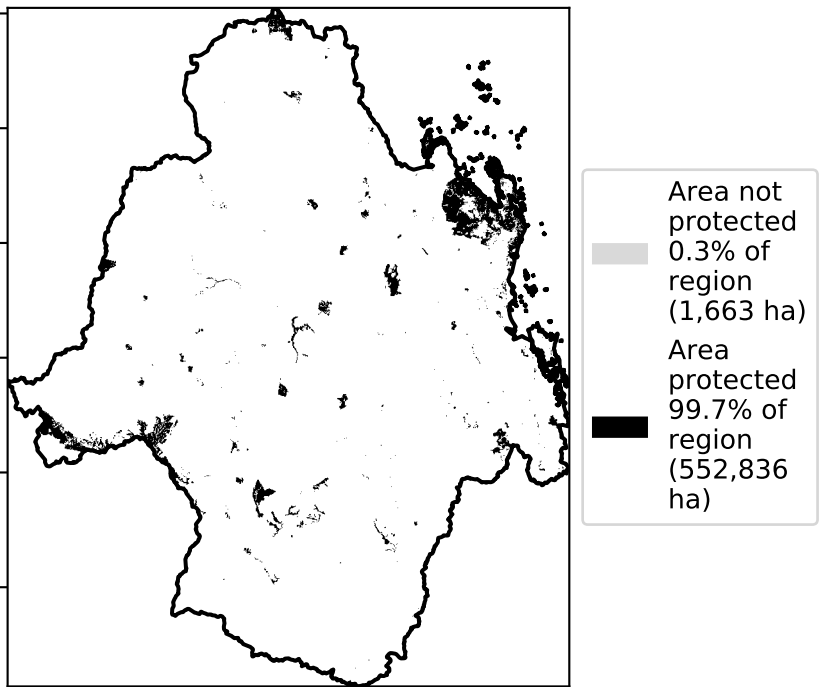 Area not
protected
0.3% of
region
(1,663 ha)
Area
protected
99.7% of
region
(552,836
ha)